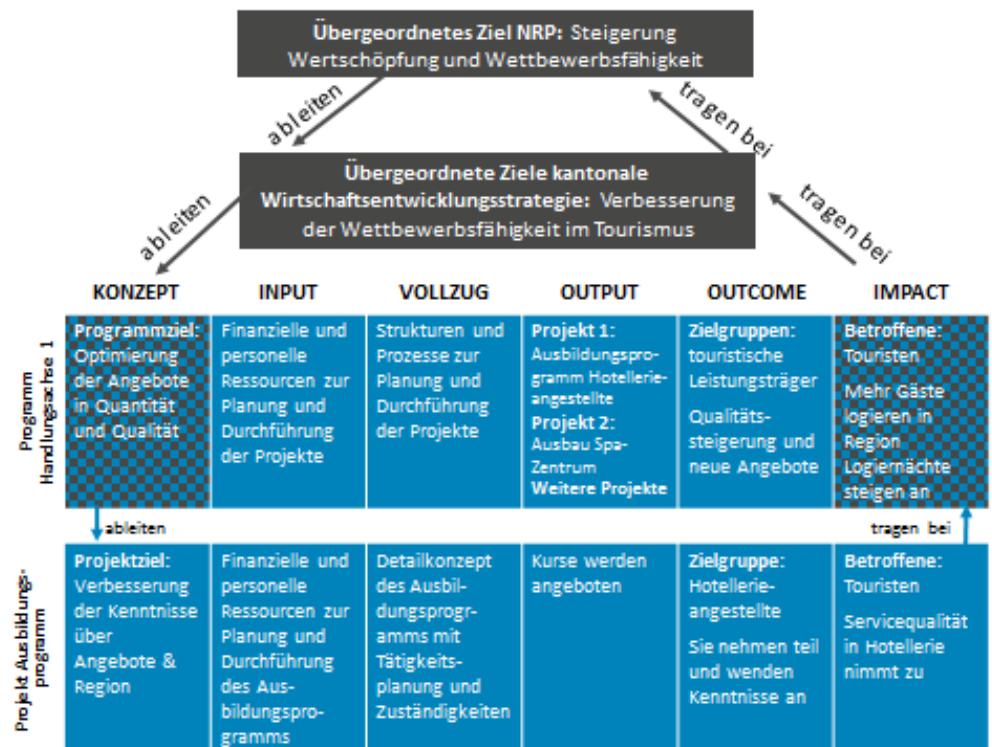 Übergeordnetes Ziel NRP: Steigerung
Wertschöpfung und Wettbewerbsfähigkeit
ableiten
tragen bei
Übergeordnete Ziele kantonale
Wirtschaftsentwicklungsstrategie: Verbesserung
der Wettbewerbsfähigkeit im Tourismus
ableiten
tragen bei
KONZEPT
INPUT
VOLLZUG
OUTPUT
OUTCOME
IMPACT
Programm
Handlungsachse 1
Programmziel:
Optimierung
der Angebote
in Quantität
und Qualität
Finanzielle und
personelle
Ressourcen zur
Planung und
Durchführung
der Projekte
Strukturen und
Prozesse zur
Planung und
Durchführung
der Projekte
Projekt 1:
Ausbildungspro-
gramm Hotellerie-
angestellte
Projekt 2:
Ausbau Spa-
Zentrum
Weitere Projekte
Zielgruppen:
touristische
Leistungsträger
Qualitäts-
steigerung und
neue Angebote
Betroffene:
Touristen
Mehr Gäste
logieren in
Region
Logiernächte
steigen an
ableiten
tragen bei
Projekt Ausbildungs-
programm
Projektziel:
Verbesserung
der Kenntnisse
über
Angebote &
Region
Finanzielle und
personelle
Ressourcen zur
Planung und
Durchführung
des Aus-
bildungspro-
gramms
Detailkonzept
des Ausbil-
dungsprogr-
amms mit
Tätigkeits-
planung und
Zuständigkeiten
Kurse werden
angeboten
Zielgruppe:
Hotellerie-
angestellte
Sie nehmen teil
und wenden
Kenntnisse an
Betroffene:
Touristen
Servicequalität
in Hotellerie
nimmt zu